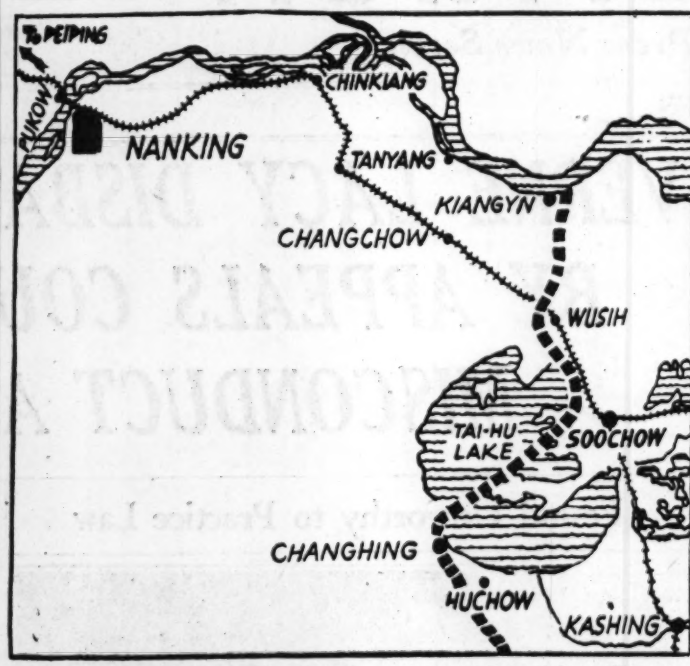 To PEIPING
PUKOW
CHINKIANG
NANKING
TANYANG
KIANGYN
CHANGCHOW
WUSIH
TAI-HU
LAKE
SOOCHOW
CHANGHING
HUCHOW
KASHING